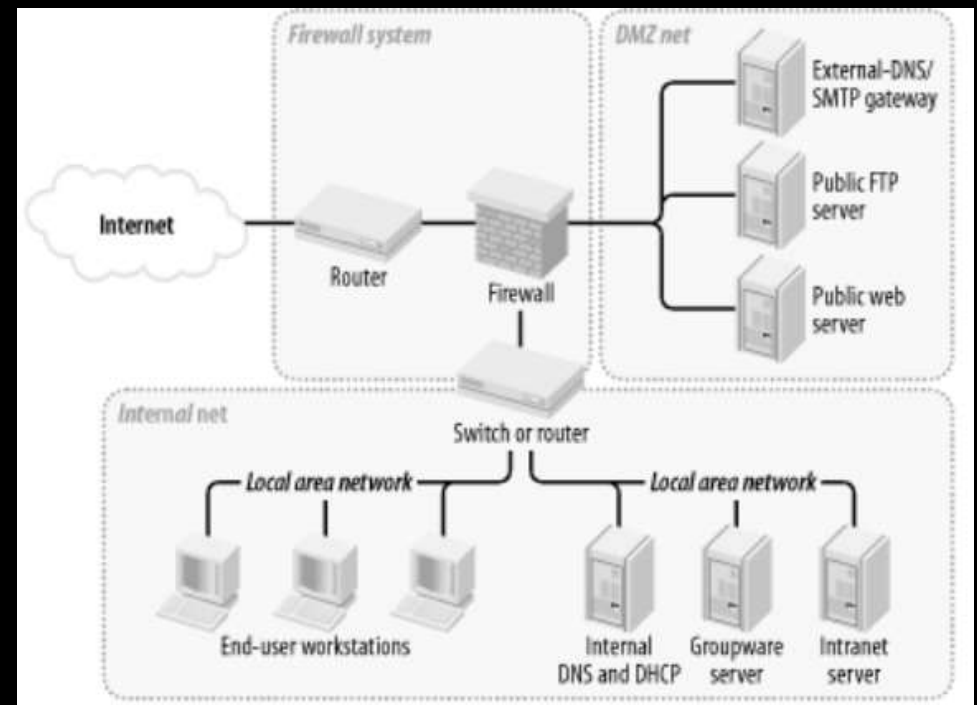 Firewall system
DMZ net
External-DNS/
SMTP gateway
Internet
Router
Firewall
Public FTP
server
Public web
server
Internal net
Switch or router
Local area network
Local area network
End-user workstations
Internal
DNS and DHCP
Groupware
server
Intranet
server